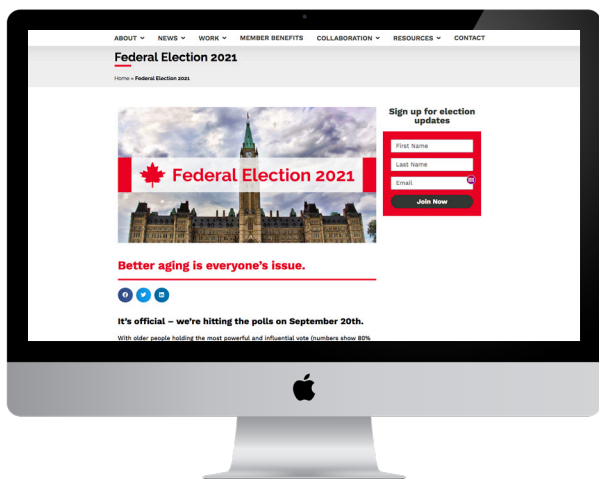 ABOUT NEWS WORK MEMBER BENEFITS COLLABORATION RESOURCES CONTACT
Federal Election 2021
Home » Federal Election 2021
Federal Election 2021
Sign up for election
updates
First Name
Last Name
Email
Join Now
Better aging is everyone's issue.
It's official – we're hitting the polls on September 20th.
With older people holding the most powerful and influential vote (numbers show 80%